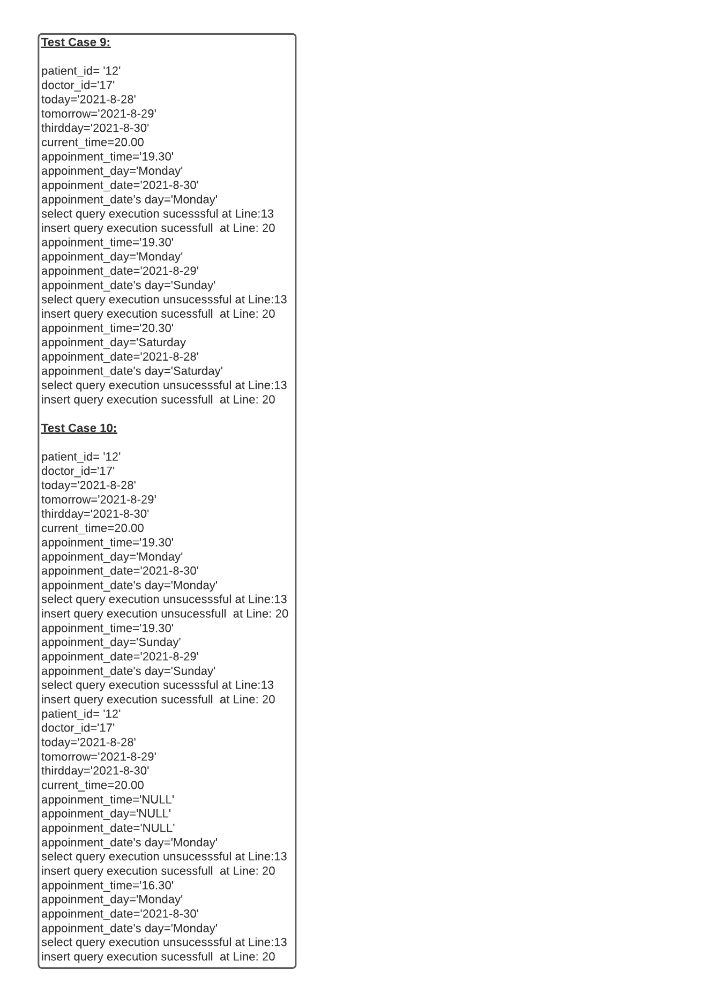 Test Case 9:
patient_id= '12'
doctor_id='17'
today='2021-8-28'
tomorrow='2021-8-29'
thirdday='2021-8-30'
current_time=20.00
appoinment_time='19.30'
appoinment_day='Monday'
appoinment_date='2021-8-30'
appoinment_date's day='Monday'
select query execution sucesssful at Line:13
insert query execution sucessfull  at Line: 20
appoinment_time='19.30'
appoinment_day='Monday'
appoinment_date='2021-8-29'
appoinment_date's day='Sunday'
select query execution unsucesssful at Line:13
insert query execution sucessfull  at Line: 20
appoinment_time='20.30'
appoinment_day='Saturday
appoinment_date='2021-8-28'
appoinment_date's day='Saturday'
select query execution unsucesssful at Line:13
insert query execution sucessfull  at Line: 20
Test Case 10:
patient_id= '12'
doctor_id='17'
today='2021-8-28'
tomorrow='2021-8-29'
thirdday='2021-8-30'
current_time=20.00
appoinment_time='19.30'
appoinment_day='Monday'
appoinment_date='2021-8-30'
appoinment_date's day='Monday'
select query execution unsucesssful at Line:13
insert query execution unsucessfull  at Line: 20
appoinment_time='19.30'
appoinment_day='Sunday'
appoinment_date='2021-8-29'
appoinment_date's day='Sunday'
select query execution sucesssful at Line:13
insert query execution sucessfull  at Line: 20
patient_id= '12'
doctor_id='17'
today='2021-8-28'
tomorrow='2021-8-29'
thirdday='2021-8-30'
current_time=20.00
appoinment_time='NULL'
appoinment_day='NULL'
appoinment_date='NULL'
appoinment_date's day='Monday'
select query execution unsucesssful at Line:13
insert query execution sucessfull  at Line: 20
appoinment_time='16.30'
appoinment_day='Monday'
appoinment_date='2021-8-30'
appoinment_date's day='Monday'
select query execution unsucesssful at Line:13
insert query execution sucessfull  at Line: 20